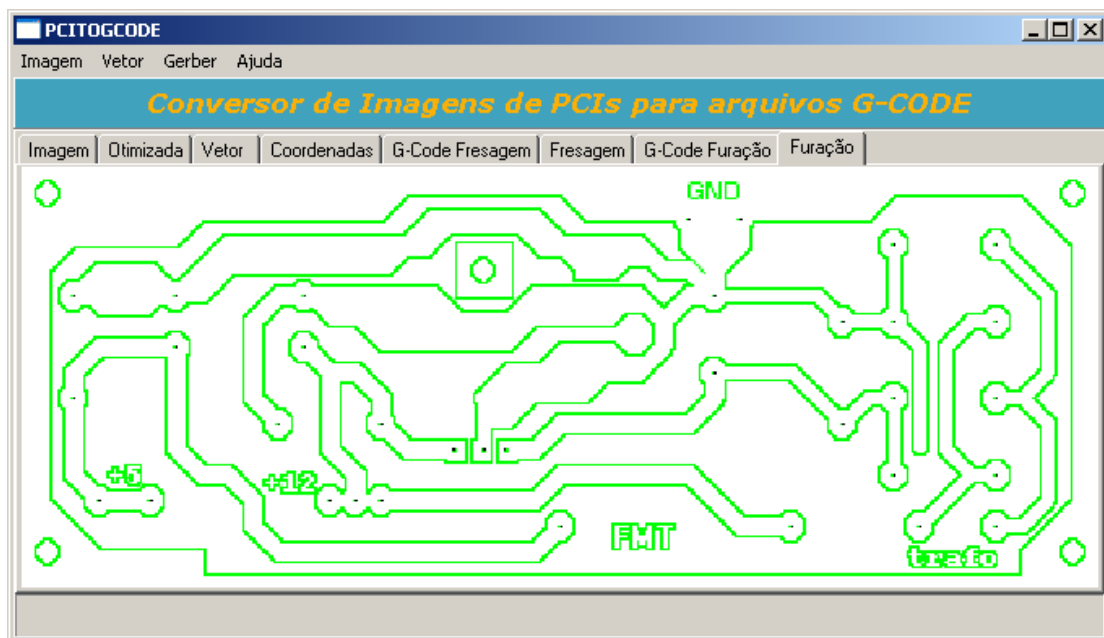 PCITOGCODE
Imagem Vetor Gerber Ajuda
Conversor de Imagens de PCIs para arquivos G-CODE
Imagem Otimizada Vetor Coordenadas G-Code Fresagem Fresagem G-Code Furação Furação
GND
+5
+12
FMT
trafo